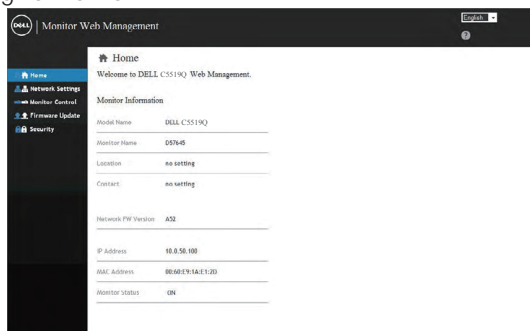 DELL Monitor Web Management
English
Home
Welcome to DELL C5519Q Web Management.
Home
Network Settings
Monitor Control
Firmware Update
Security
Monitor Information
Model Name DELL C5519Q
Monitor Name D57645
Location no setting
Contact no setting
Network FW Version A52
IP Address 10.0.50.100
MAC Address 00:60:E9:1A:E1:2D
Monitor Status ON